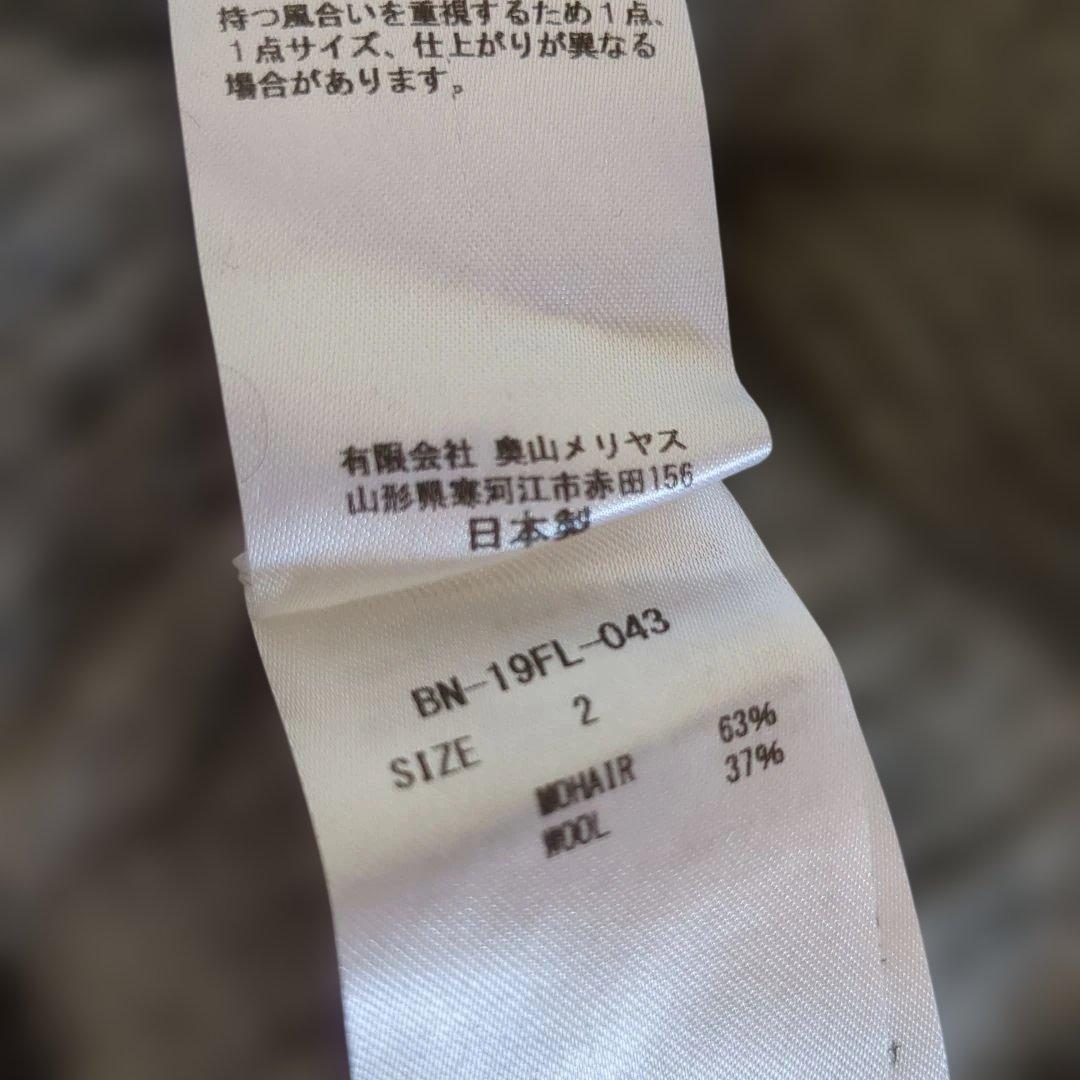 持つ風合いを重視するため１点、
１点サイズ、仕上がりが異なる
場合があります。
有限会社 奥山メリヤス
山形県寒河江市赤田156
日本製
BN-19FL-043
SIZE 2
MOHAIR 63%
WOOL 37%